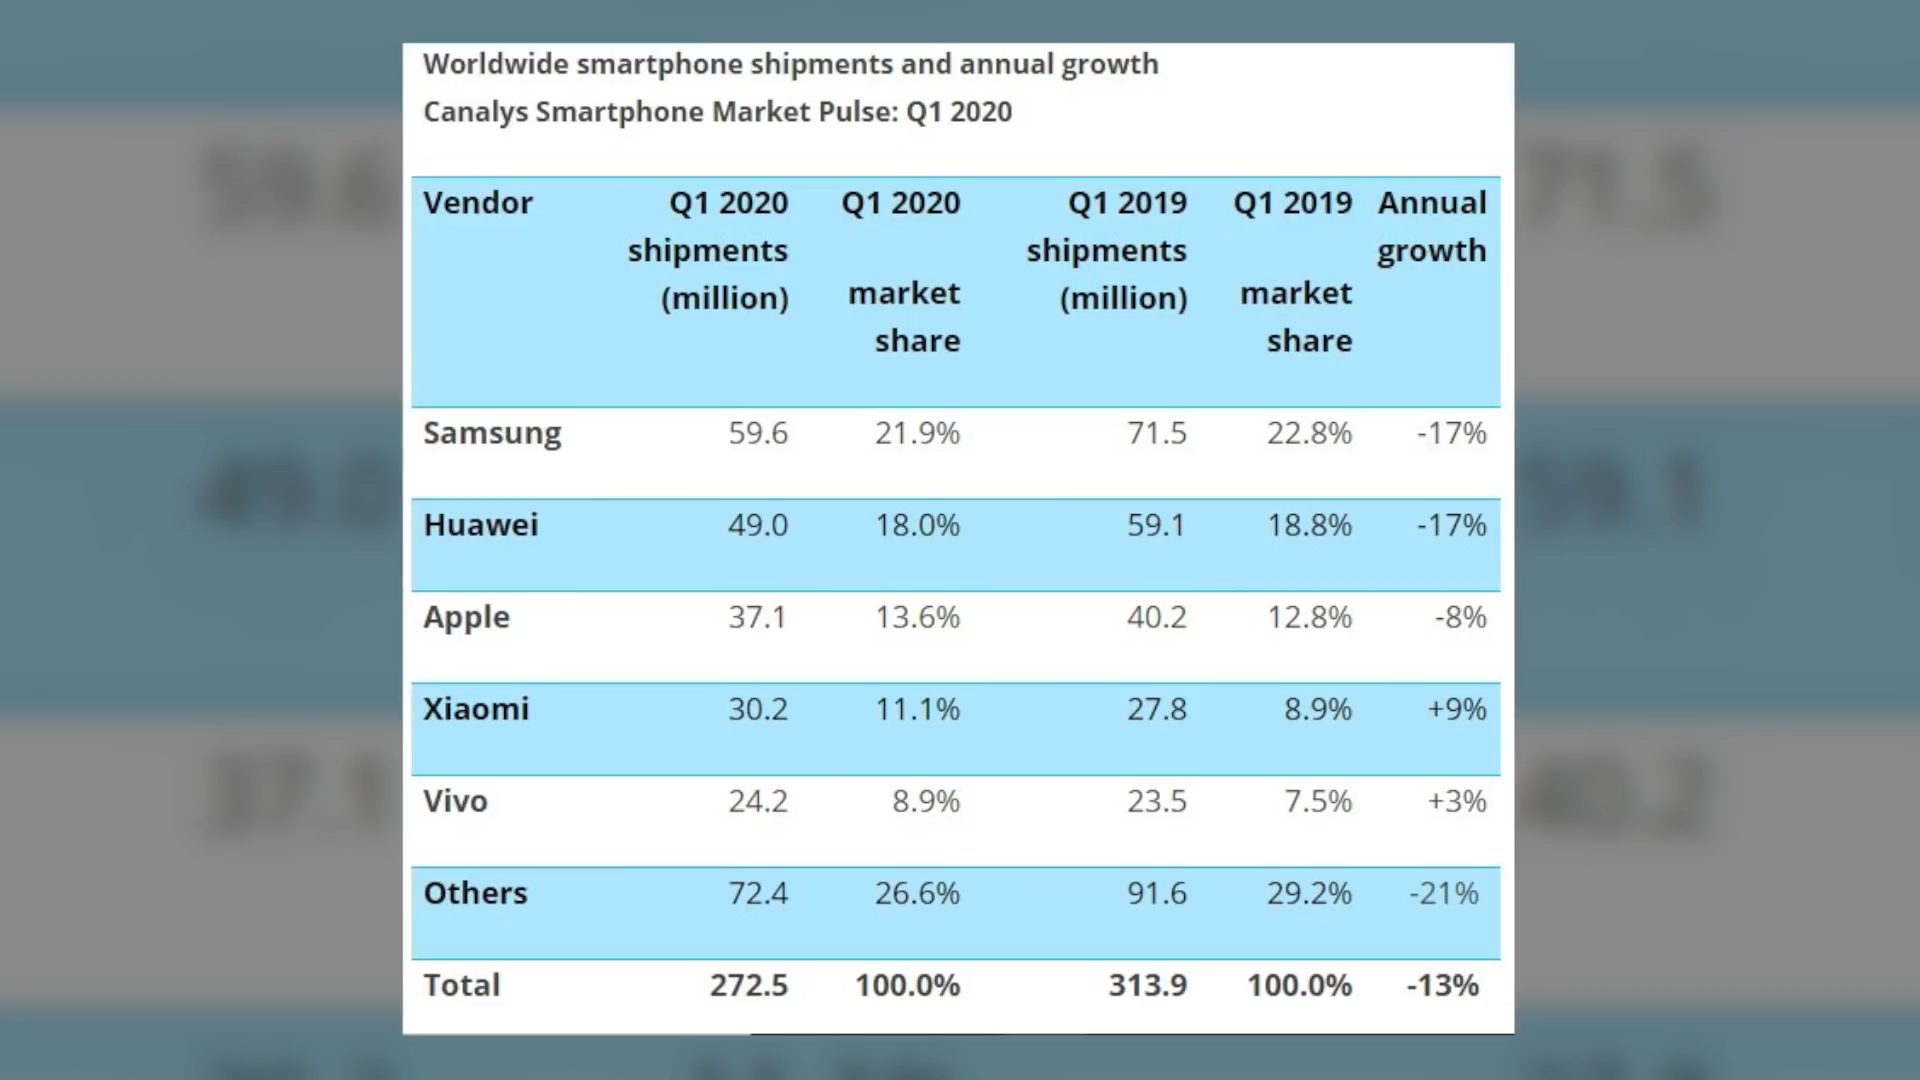 Worldwide smartphone shipments and annual growth
Canalys Smartphone Market Pulse: Q1 2020
Vendor Q1 2020 shipments (million) Q1 2020 market share Q1 2019 shipments (million) Q1 2019 market share Annual growth
Samsung 59.6 21.9% 71.5 22.8% -17%
Huawei 49.0 18.0% 59.1 18.8% -17%
Apple 37.1 13.6% 40.2 12.8% -8%
Xiaomi 30.2 11.1% 27.8 8.9% +9%
Vivo 24.2 8.9% 23.5 7.5% +3%
Others 72.4 26.6% 91.6 29.2% -21%
Total 272.5 100.0% 313.9 100.0% -13%